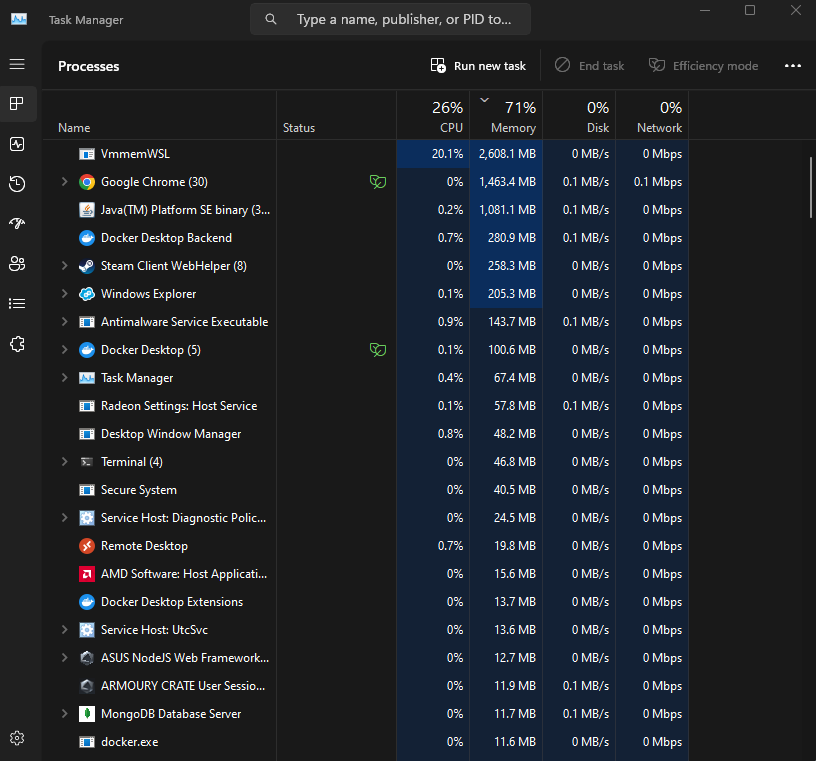 Task Manager
Type a name, publisher, or PID to...
Processes
Run new task
End task
Efficiency mode
26% 71% 0% 0%
Name Status CPU Memory Disk Network
VmmemWSL 20.1% 2,608.1 MB 0 MB/s 0 Mbps
Google Chrome (30) 0% 1,463.4 MB 0.1 MB/s 0.1 Mbps
Java(TM) Platform SE binary (3... 0.2% 1,081.1 MB 0.1 MB/s 0 Mbps
Docker Desktop Backend 0.7% 280.9 MB 0.1 MB/s 0 Mbps
Steam Client WebHelper (8) 0% 258.3 MB 0.1 MB/s 0 Mbps
Windows Explorer 0.1% 205.3 MB 0.1 MB/s 0 Mbps
Antimalware Service Executable 0.9% 143.7 MB 0.1 MB/s 0 Mbps
Docker Desktop (5) 0.1% 100.6 MB 0.1 MB/s 0 Mbps
Task Manager 0.4% 67.4 MB 0 MB/s 0 Mbps
Radeon Settings: Host Service 0.1% 57.8 MB 0.1 MB/s 0 Mbps
Desktop Window Manager 0.8% 48.2 MB 0 MB/s 0 Mbps
Terminal (4) 0% 46.8 MB 0 MB/s 0 Mbps
Secure System 0% 40.5 MB 0 MB/s 0 Mbps
Service Host: Diagnostic Polic... 0% 24.5 MB 0 MB/s 0 Mbps
Remote Desktop 0.7% 19.8 MB 0 MB/s 0 Mbps
AMD Software: Host Applicati... 0% 15.6 MB 0 MB/s 0 Mbps
Docker Desktop Extensions 0% 13.7 MB 0 MB/s 0 Mbps
Service Host: UtcSvc 0% 13.6 MB 0 MB/s 0 Mbps
ASUS NodeJS Web Framework... 0% 12.7 MB 0 MB/s 0 Mbps
ARMOURY CRATE User Sessio... 0% 11.9 MB 0.1 MB/s 0 Mbps
MongoDB Database Server 0% 11.7 MB 0.1 MB/s 0 Mbps
docker.exe 0% 11.6 MB 0 MB/s 0 Mbps